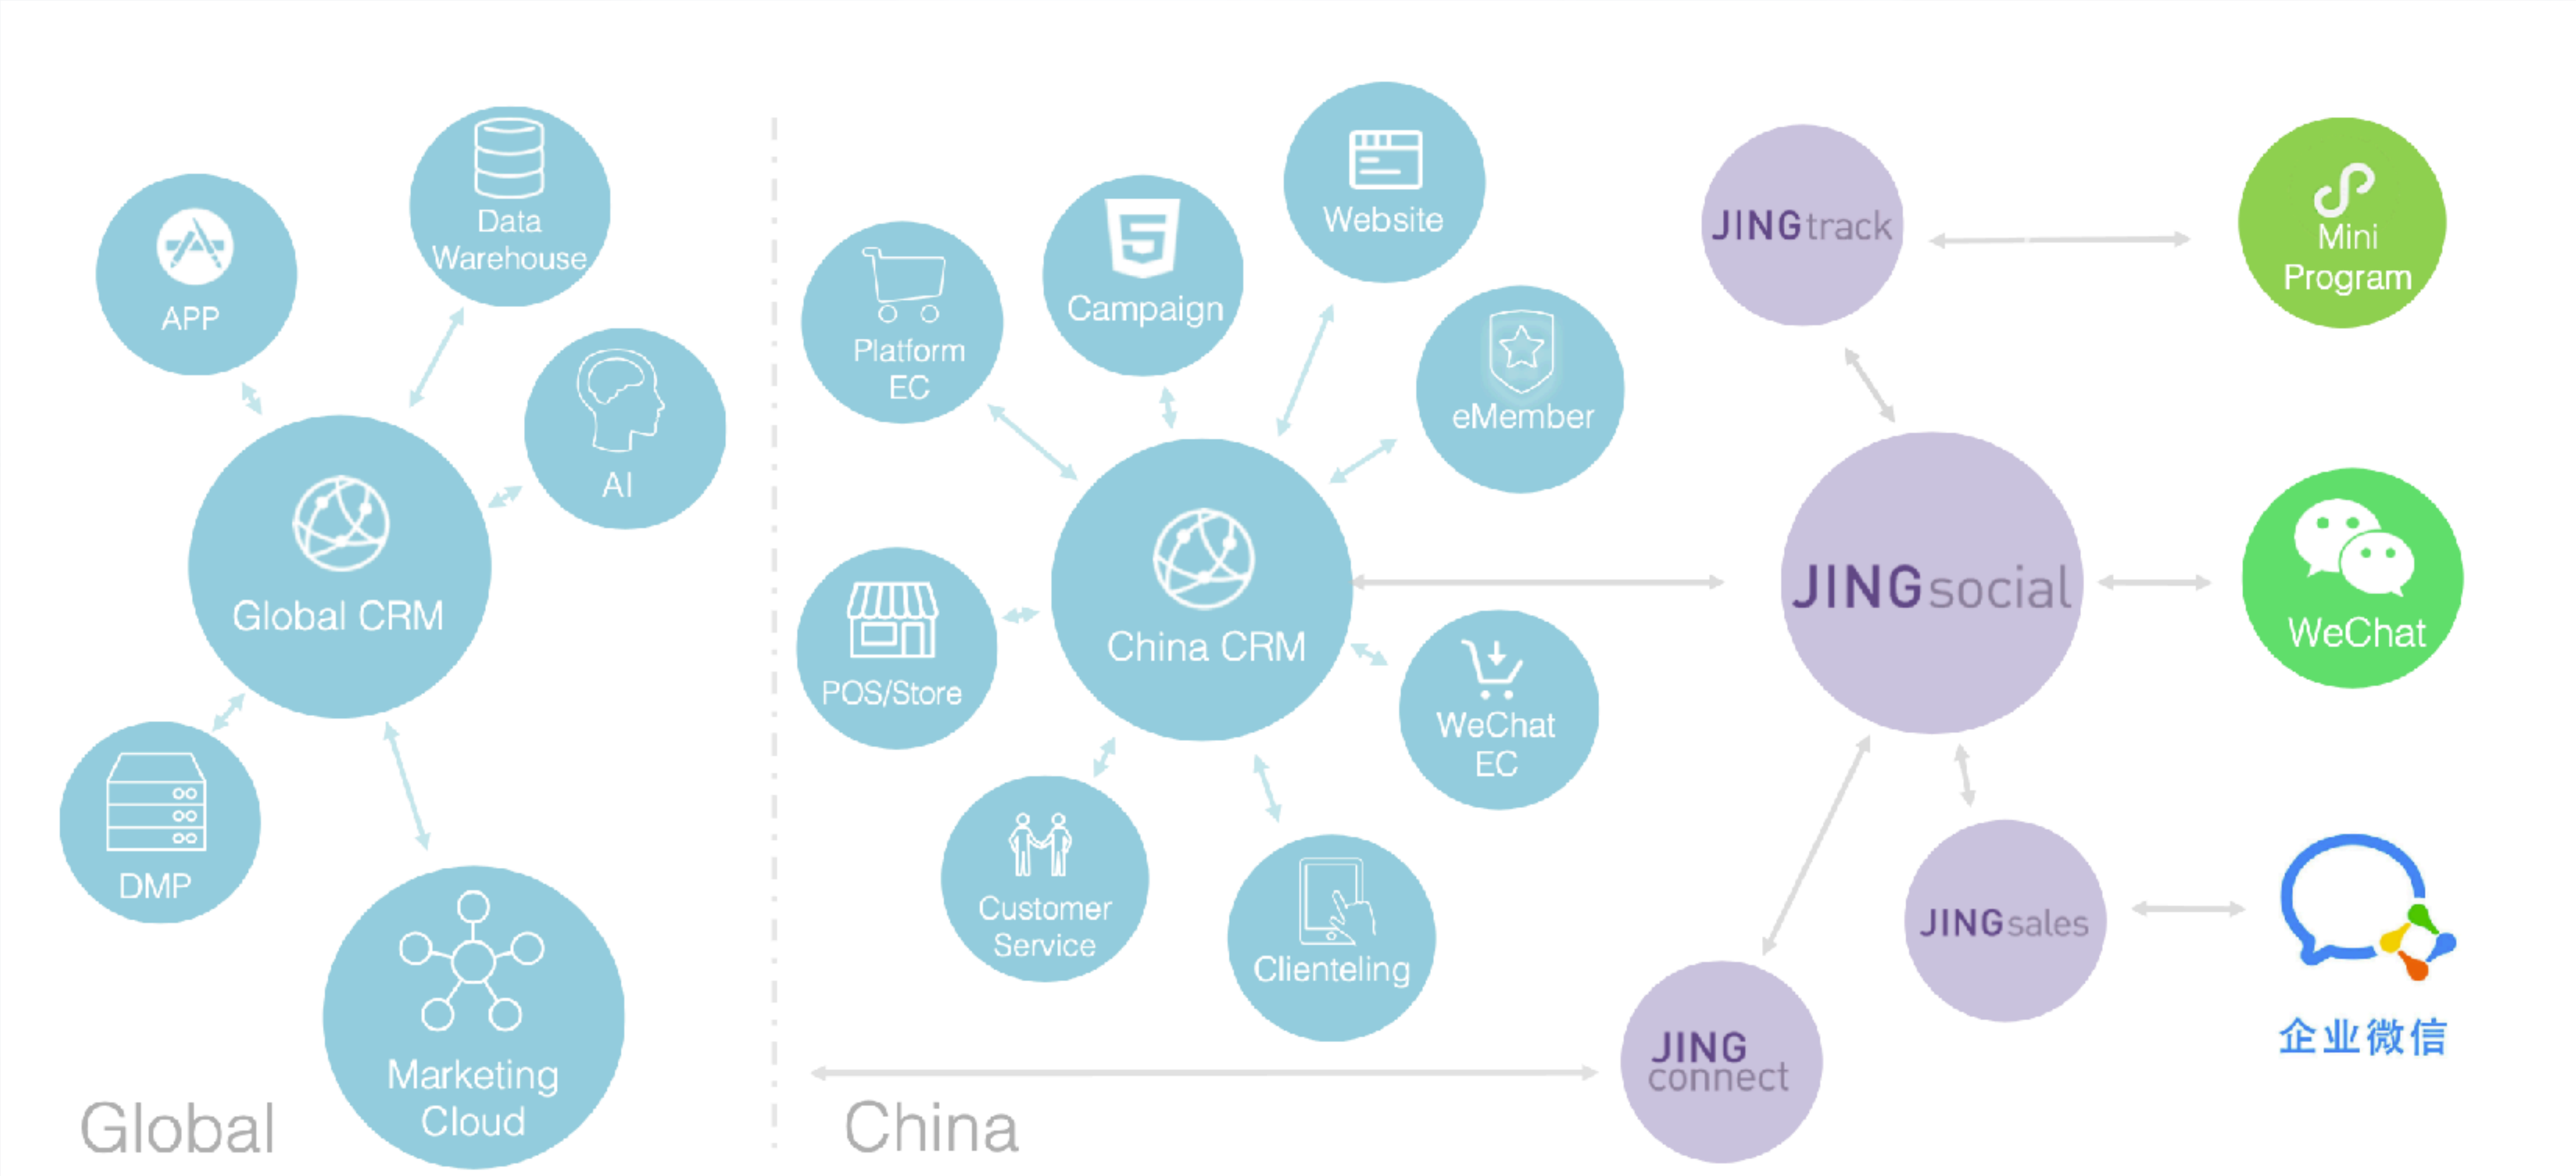 APP
Data
Warehouse
AI
Global CRM
DMP
Marketing
Cloud
Global
Platform
EC
5
Campaign
Website
eMember
POS/Store
China CRM
WeChat
EC
Customer
Service
Clienteling
China
JINGtrack
Mini
Program
JINGsocial
WeChat
JINGsales
企业微信
JING
connect